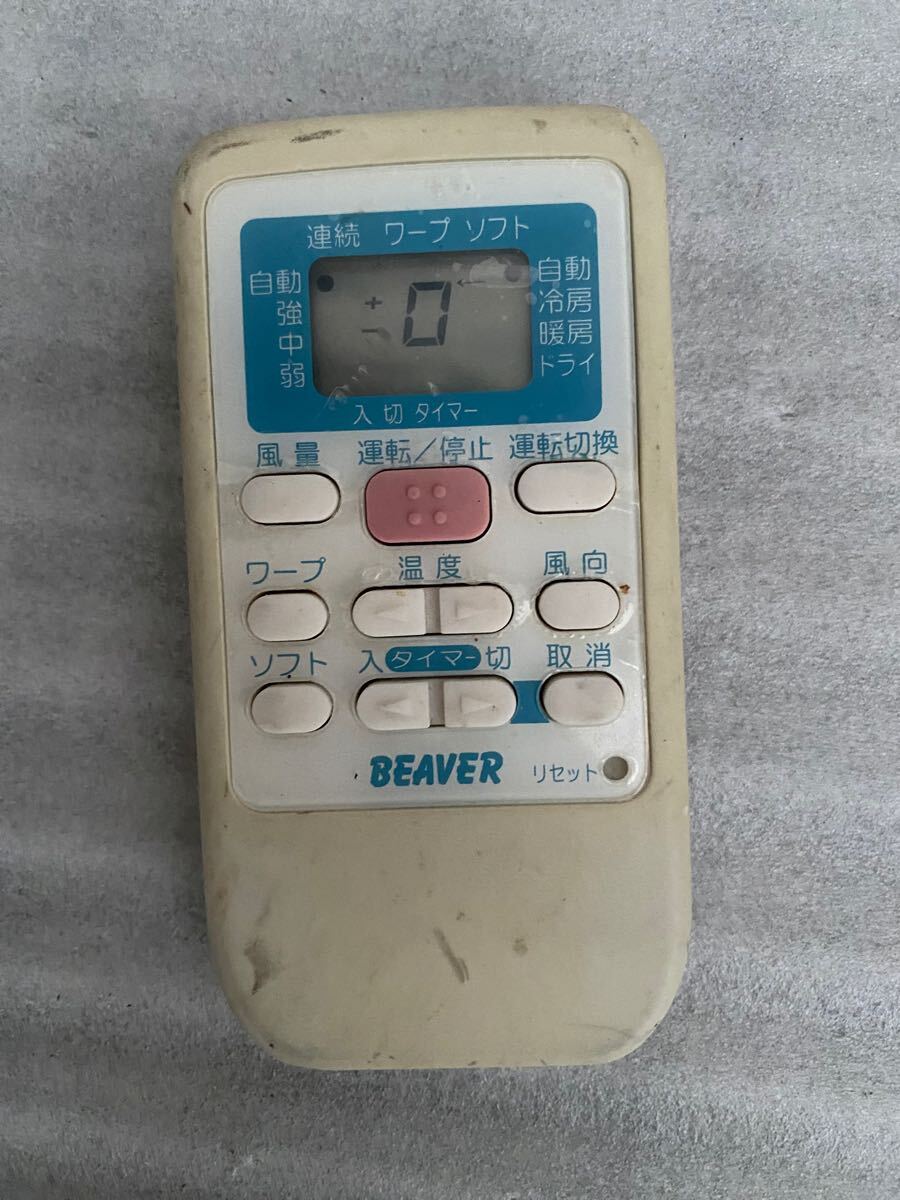 連続 ワープ ソフト
自動
強
中
弱
+
- 0
自動
冷房
暖房
ドライ
入 切 タイマー
風量 運転/停止 運転切換
ワープ 温度 風向
ソフト 入 タイマー 切 取消
BEAVER リセット